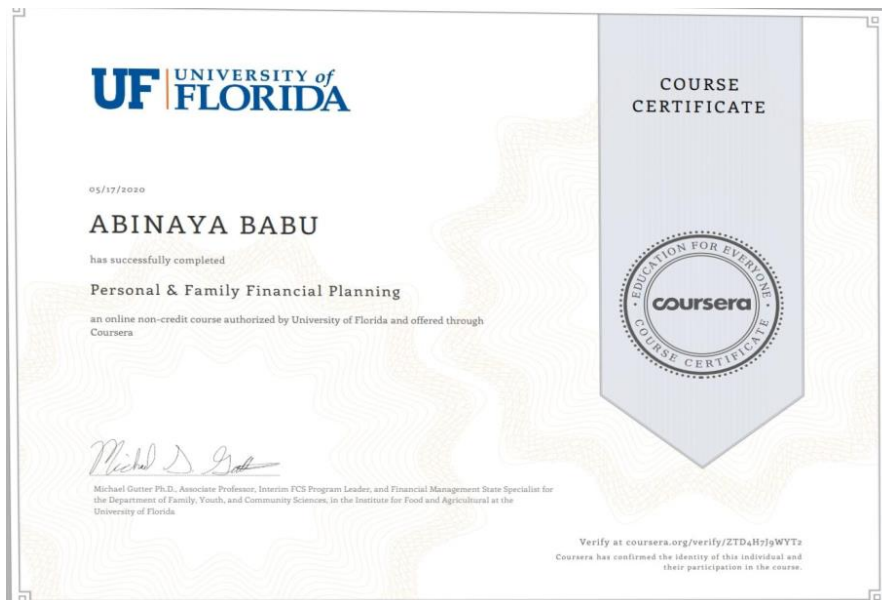 UF UNIVERSITY of
FLORIDA
COURSE
CERTIFICATE
05/17/2020
ABINAYA BABU
has successfully completed
Personal & Family Financial Planning
an online non-credit course authorized by University of Florida and offered through
Coursera
EDUCATION FOR EVERYONE
coursera
COURSE CERTIFICATE
Michael Gutter Ph.D., Associate Professor, Interim FCS Program Leader, and Financial Management State Specialist for
the Department of Family, Youth, and Community Sciences, in the Institute for Food and Agricultural at the
University of Florida
Verify at coursera.org/verify/ZTD4H7J9WYT2
Coursera has confirmed the identity of this individual and
their participation in the course.